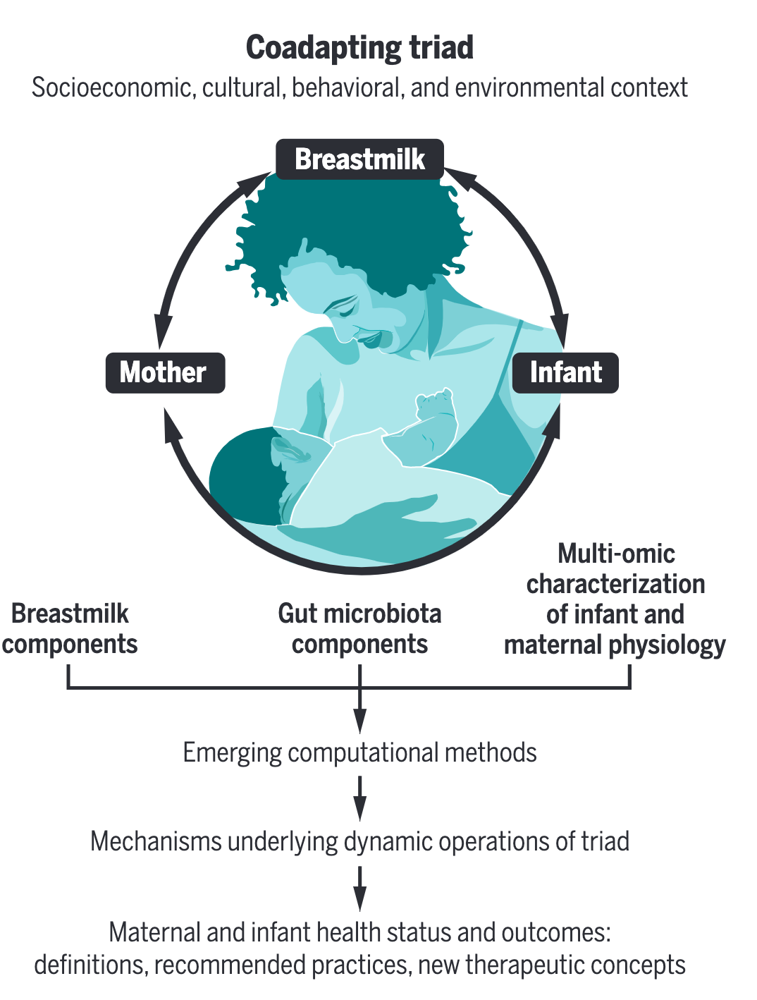 Coadapting triad
Socioeconomic, cultural, behavioral, and environmental context
Breastmilk
Mother
Infant
Breastmilk
components
Gut microbiota
components
Multi-omic
characterization
of infant and
maternal physiology
Emerging computational methods
Mechanisms underlying dynamic operations of triad
Maternal and infant health status and outcomes:
definitions, recommended practices, new therapeutic concepts